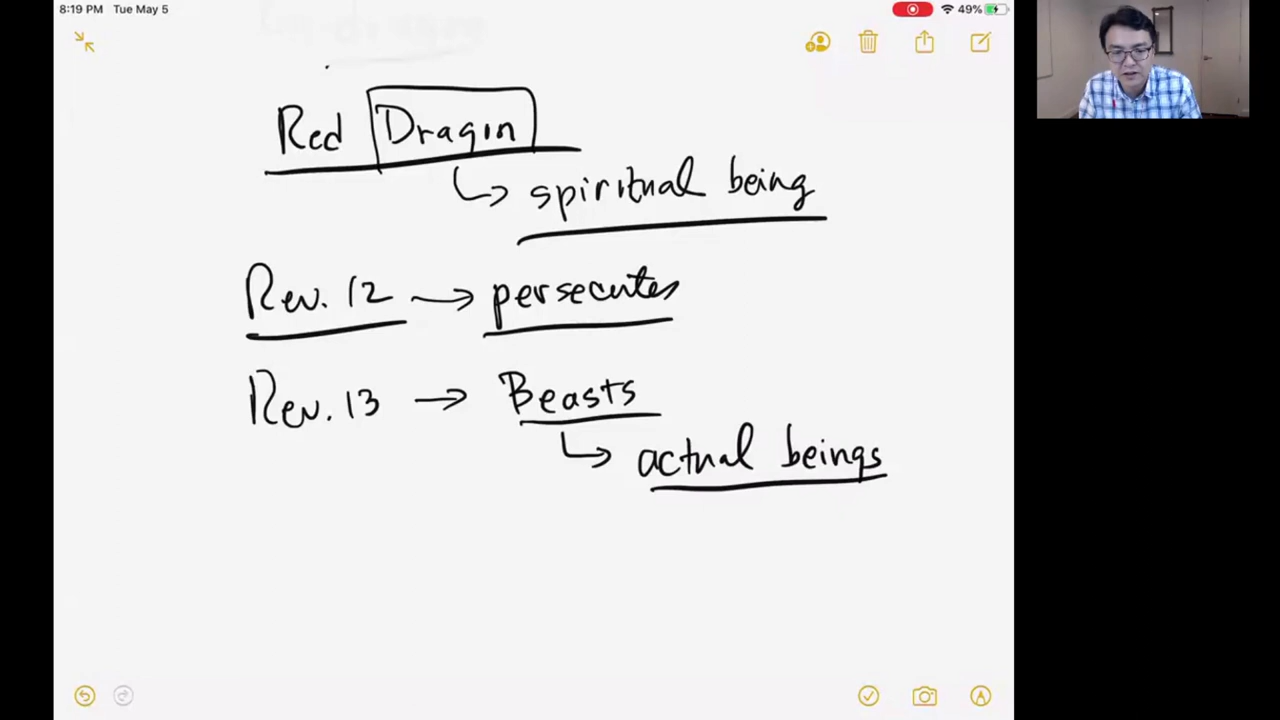 8:19 PM Tue May 5
49%
Red Dragon
↳ spiritual being
Rev. 12 → persecutes
Rev. 13 → Beasts
↳ actual beings